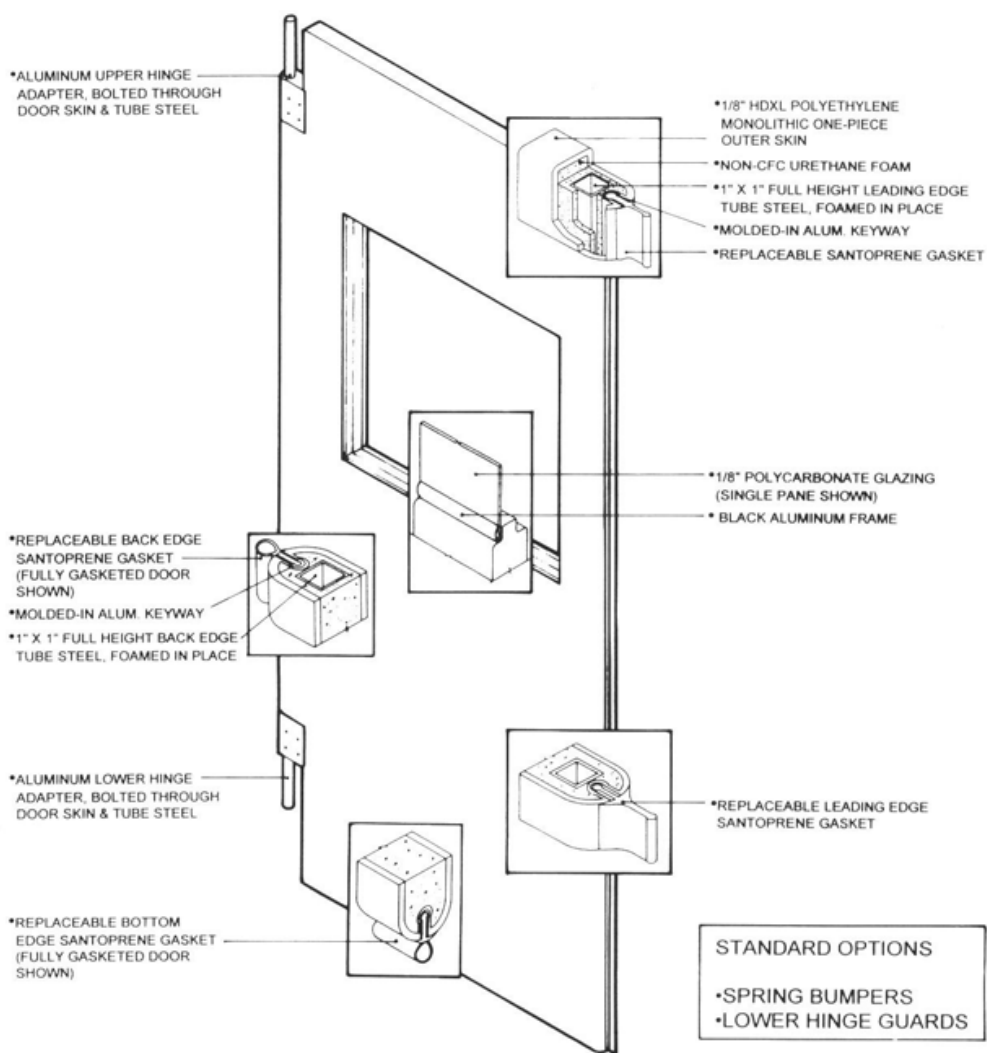 *ALUMINUM UPPER HINGE
ADAPTER, BOLTED THROUGH
DOOR SKIN & TUBE STEEL
*1/8" HDXL POLYETHYLENE
MONOLITHIC ONE-PIECE
OUTER SKIN
*NON-CFC URETHANE FOAM
*1" X 1" FULL HEIGHT LEADING EDGE
TUBE STEEL, FOAMED IN PLACE
*MOLDED-IN ALUM. KEYWAY
*REPLACEABLE SANTOPRENE GASKET
*1/8" POLYCARBONATE GLAZING
(SINGLE PANE SHOWN)
* BLACK ALUMINUM FRAME
*REPLACEABLE BACK EDGE
SANTOPRENE GASKET
(FULLY GASKETED DOOR
SHOWN)
*MOLDED-IN ALUM. KEYWAY
*1" X 1" FULL HEIGHT BACK EDGE
TUBE STEEL, FOAMED IN PLACE
*ALUMINUM LOWER HINGE
ADAPTER, BOLTED THROUGH
DOOR SKIN & TUBE STEEL
*REPLACEABLE LEADING EDGE
SANTOPRENE GASKET
*REPLACEABLE BOTTOM
EDGE SANTOPRENE GASKET
(FULLY GASKETED DOOR
SHOWN)
STANDARD OPTIONS
•SPRING BUMPERS
•LOWER HINGE GUARDS